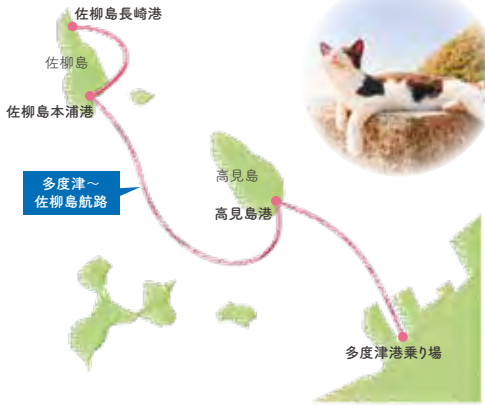 佐柳島長崎港
佐柳島
佐柳島本浦港
多度津～
佐柳島航路
高見島
高見島港
多度津港乗り場